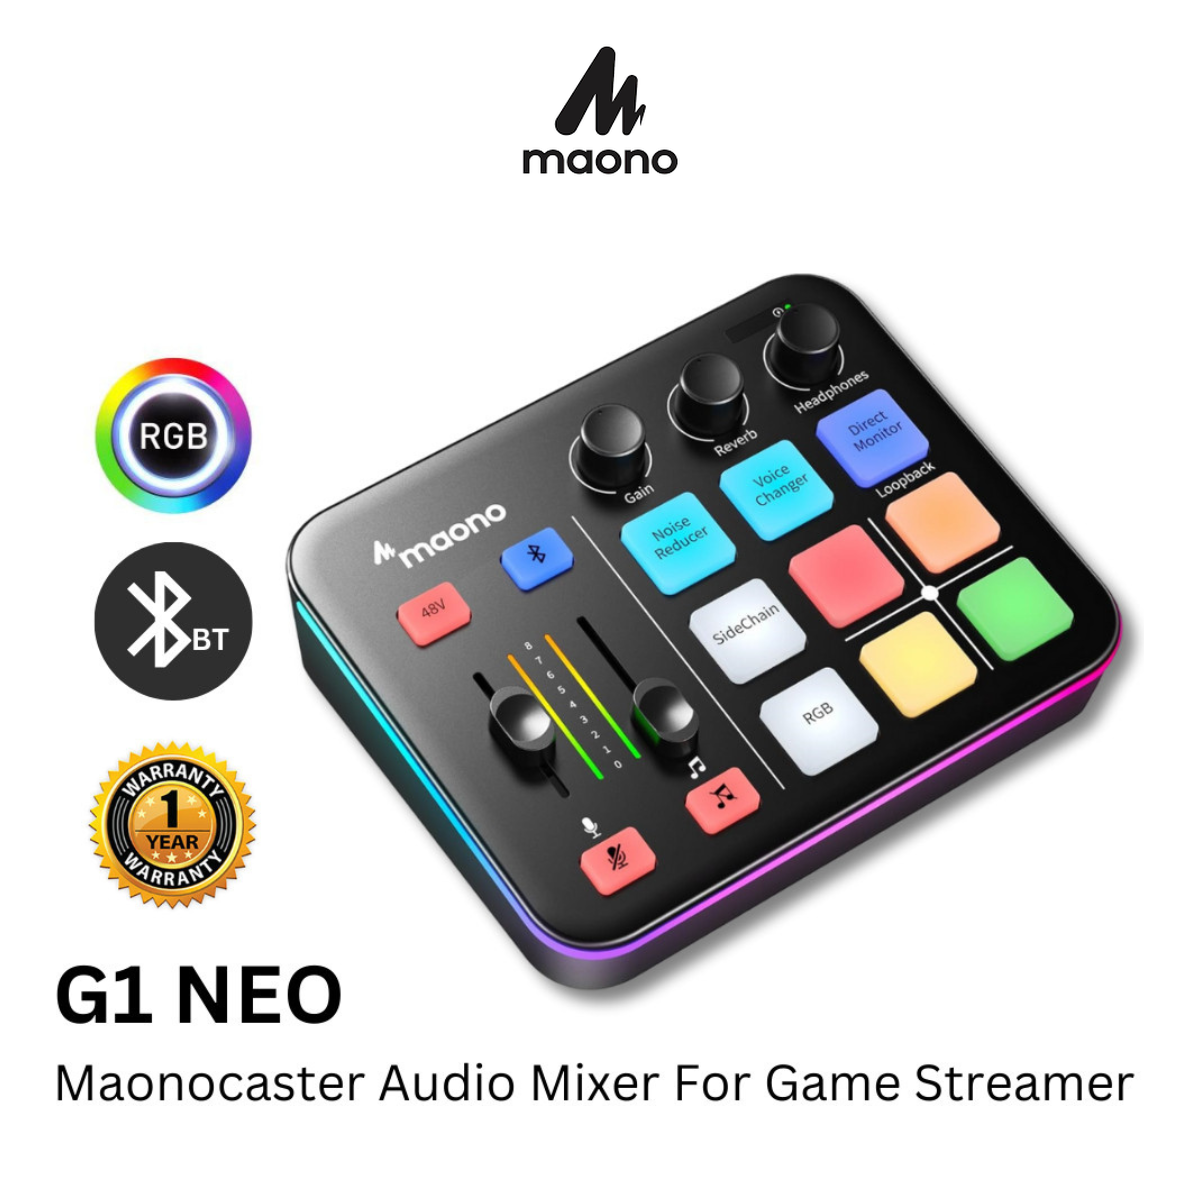 maono
RGB
BT
WARRANTY
1
YEAR
WARRANTY
maono
48V
Gain
Reverb
Headphones
Noise
Reducer
Voice
Changer
Direct
Monitor
Loopback
SideChain
RGB
8
7
6
5
4
3
2
1
0
G1 NEO
Maonocaster Audio Mixer For Game Streamer